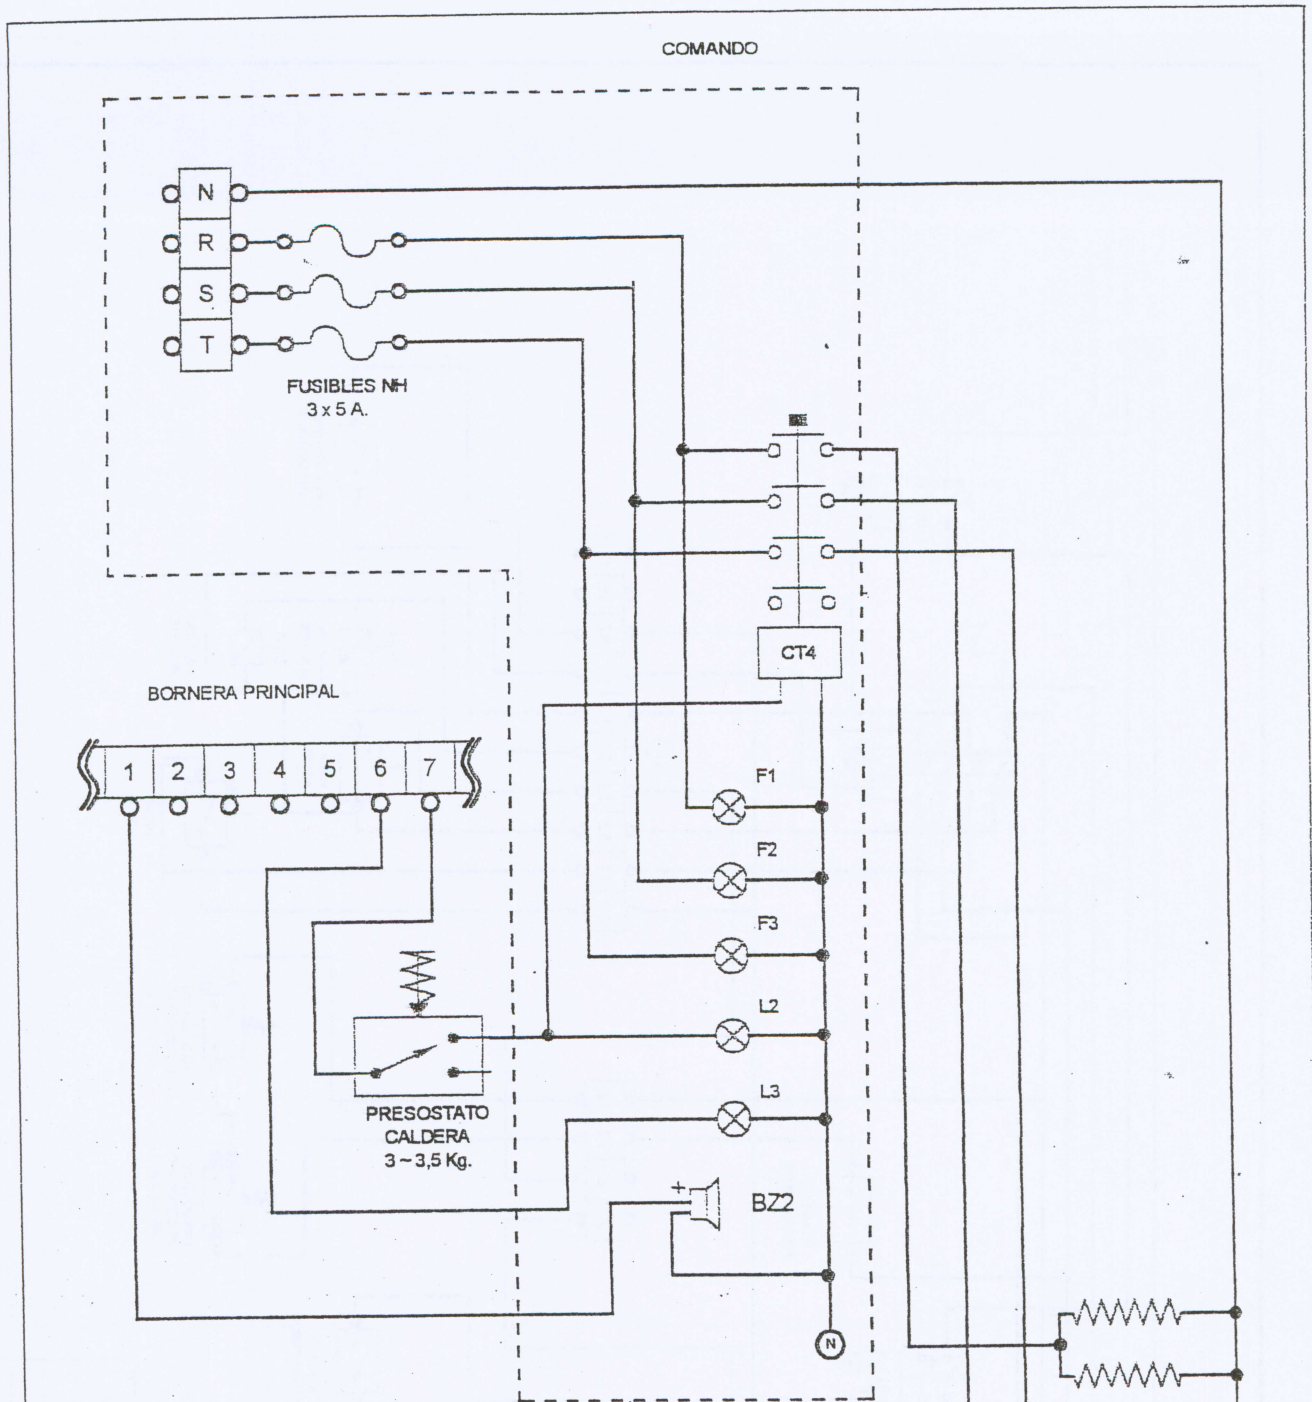 COMANDO
N
R
S
T
FUSIBLES NH
3 x 5 A.
CT4
BORNERA PRINCIPAL
1 2 3 4 5 6 7
F1
F2
F3
L2
L3
PRESOSTATO
CALDERA
3 ~ 3,5 Kg.
+
BZ2
N